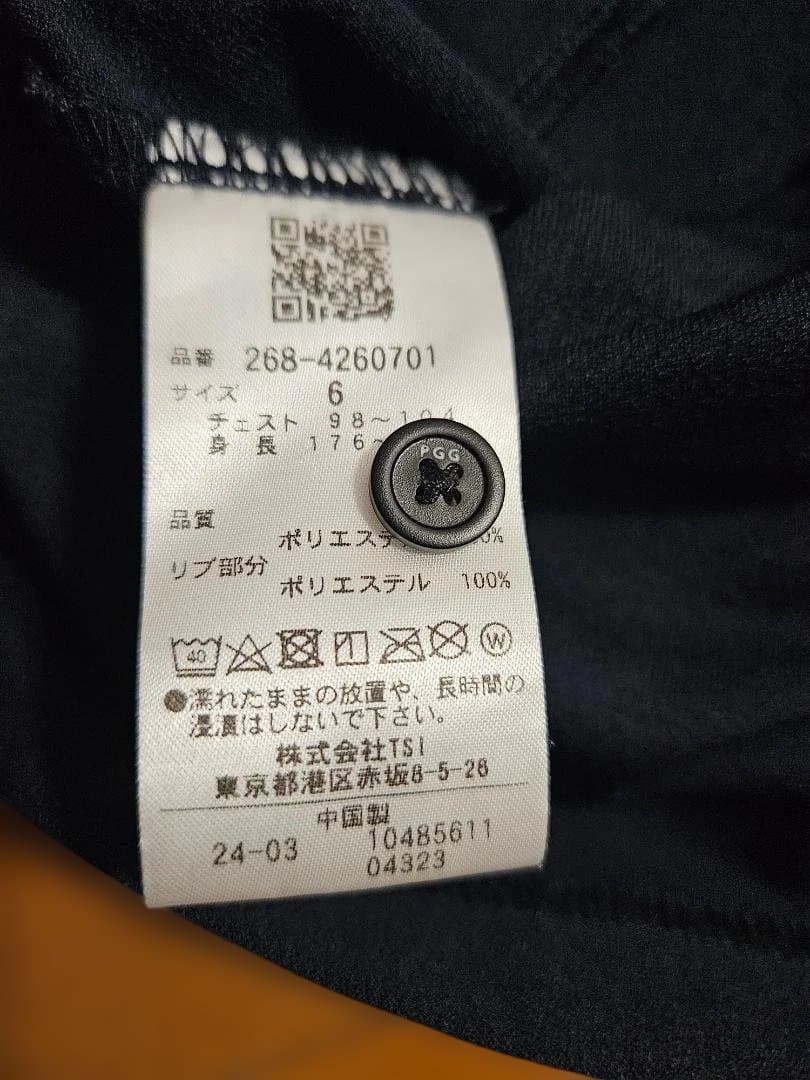 品番 268-4260701
サイズ 6
チェスト 98～104
身長 176～
PGG
品質
ポリエステ 0%
リブ部分
ポリエステル 100%
40
W
●濡れたままの放置や、長時間の
浸漬はしないで下さい。
株式会社TSI
東京都港区赤坂8-5-28
中国製
24-03 10485611
04323